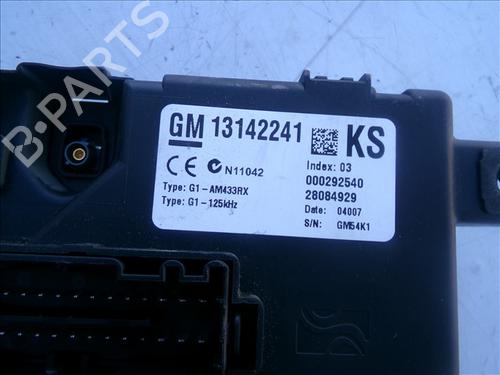 B-PARTS
GM 13142241 KS
CE N11042
Index: 03
000292540
Type: G1-AM433RX
28084929
Type: G1-125kHz
Date: 04007
S/N: GM54K1